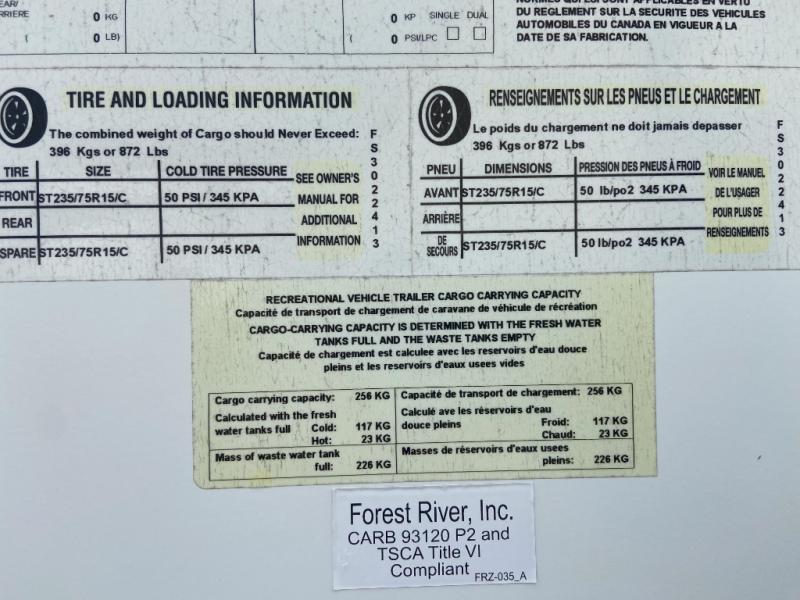 EAR/
RRIÈRE
0 KG
( 0 LB)
0 KP SINGLE DUAL
( 0 PSI/LPC
DU REGLEMENT SUR LA SECURITE DES VEHICULES
AUTOMOBILES DU CANADA EN VIGUEUR A LA
DATE DE SA FABRICATION.
TIRE AND LOADING INFORMATION
The combined weight of Cargo should Never Exceed:
396 Kgs or 872 Lbs
TIRE SIZE COLD TIRE PRESSURE
FRONT ST235/75R15/C 50 PSI / 345 KPA
REAR
SPARE ST235/75R15/C 50 PSI / 345 KPA
SEE OWNER'S
MANUAL FOR
ADDITIONAL
INFORMATION
FS3022413
RENSEIGNEMENTS SUR LES PNEUS ET LE CHARGEMENT
Le poids du chargement ne doit jamais depasser
396 Kgs or 872 Lbs
PNEU DIMENSIONS PRESSION DES PNEUS À FROID
AVANT ST235/75R15/C 50 lb/po2 345 KPA
ARRIÈRE
DE
SECOURS ST235/75R15/C 50 lb/po2 345 KPA
VOIR LE MANUEL
DE L'USAGER
POUR PLUS DE
RENSEIGNEMENTS
FS3022413
RECREATIONAL VEHICLE TRAILER CARGO CARRYING CAPACITY
Capacité de transport de chargement de caravane de véhicule de récréation
CARGO-CARRYING CAPACITY IS DETERMINED WITH THE FRESH WATER
TANKS FULL AND THE WASTE TANKS EMPTY
Capacité de chargement est calculee avec les reservoirs d'eau douce
pleins et les reservoirs d'eaux usees vides
Cargo carrying capacity: 256 KG
Calculated with the fresh
water tanks full Cold: 117 KG
Hot: 23 KG
Mass of waste water tank
full: 226 KG
Capacité de transport de chargement: 256 KG
Calculé ave les réservoirs d'eau
douce pleins Froid: 117 KG
Chaud: 23 KG
Masses de réservoirs d'eaux usees
pleins: 226 KG
Forest River, Inc.
CARB 93120 P2 and
TSCA Title VI
Compliant FRZ-035_A